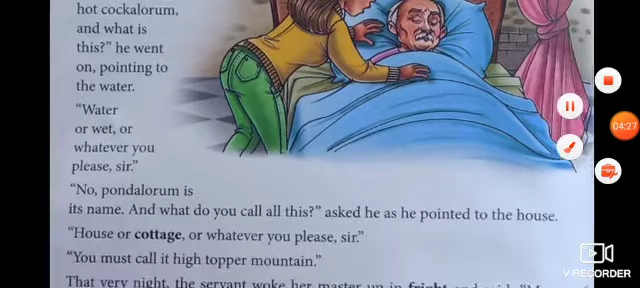 hot cockalorum,
and what is
this?” he went
on, pointing to
the water.
“Water
or wet, or
whatever you
please, sir.”
“No, pondalorum is
its name. And what do you call all this?” asked he as he pointed to the house.
“House or cottage, or whatever you please, sir.”
“You must call it high topper mountain.”
That very night, the servant woke her master up in fright and said, “M
04:27
V-RECORDER